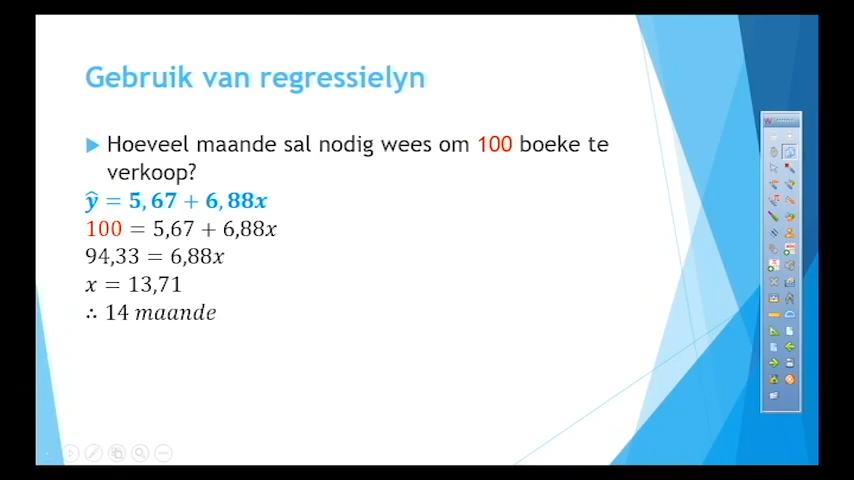 Gebruik van regressielyn
Hoeveel maande sal nodig wees om 100 boeke te
verkoop?
ŷ = 5,67 + 6,88x
100 = 5,67 + 6,88x
94,33 = 6,88x
x = 13,71
∴ 14 maande